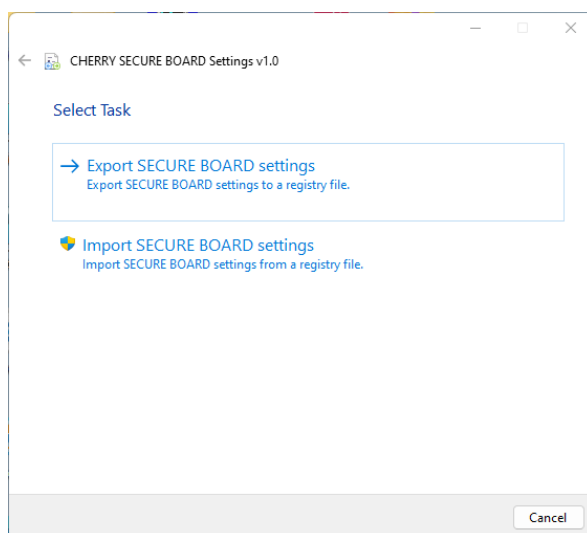 CHERRY SECURE BOARD Settings v1.0
Select Task
Export SECURE BOARD settings
Export SECURE BOARD settings to a registry file.
Import SECURE BOARD settings
Import SECURE BOARD settings from a registry file.
Cancel